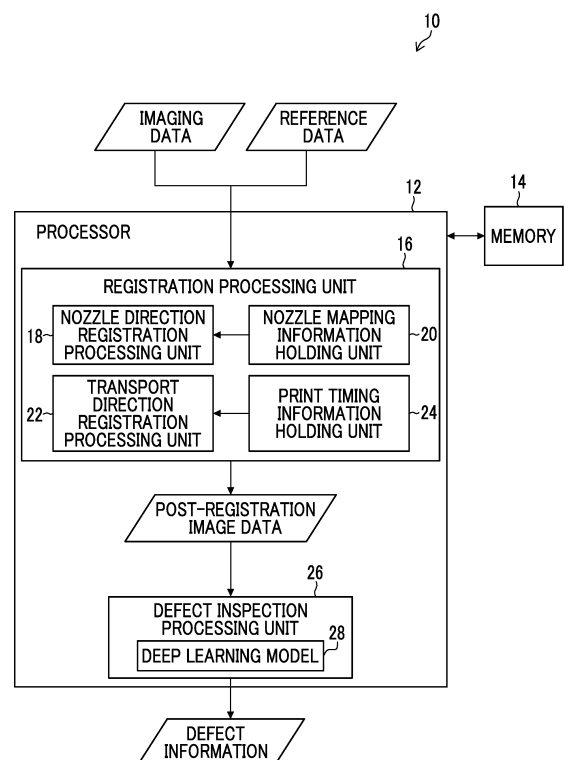 10
IMAGING
DATA
REFERENCE
DATA
12
14
PROCESSOR
MEMORY
16
REGISTRATION PROCESSING UNIT
18
NOZZLE DIRECTION
REGISTRATION
PROCESSING UNIT
NOZZLE MAPPING
INFORMATION
HOLDING UNIT
20
22
TRANSPORT
DIRECTION
REGISTRATION
PROCESSING UNIT
PRINT TIMING
INFORMATION
HOLDING UNIT
24
POST-REGISTRATION
IMAGE DATA
26
DEFECT INSPECTION
PROCESSING UNIT
28
DEEP LEARNING MODEL
DEFECT
INFORMATION